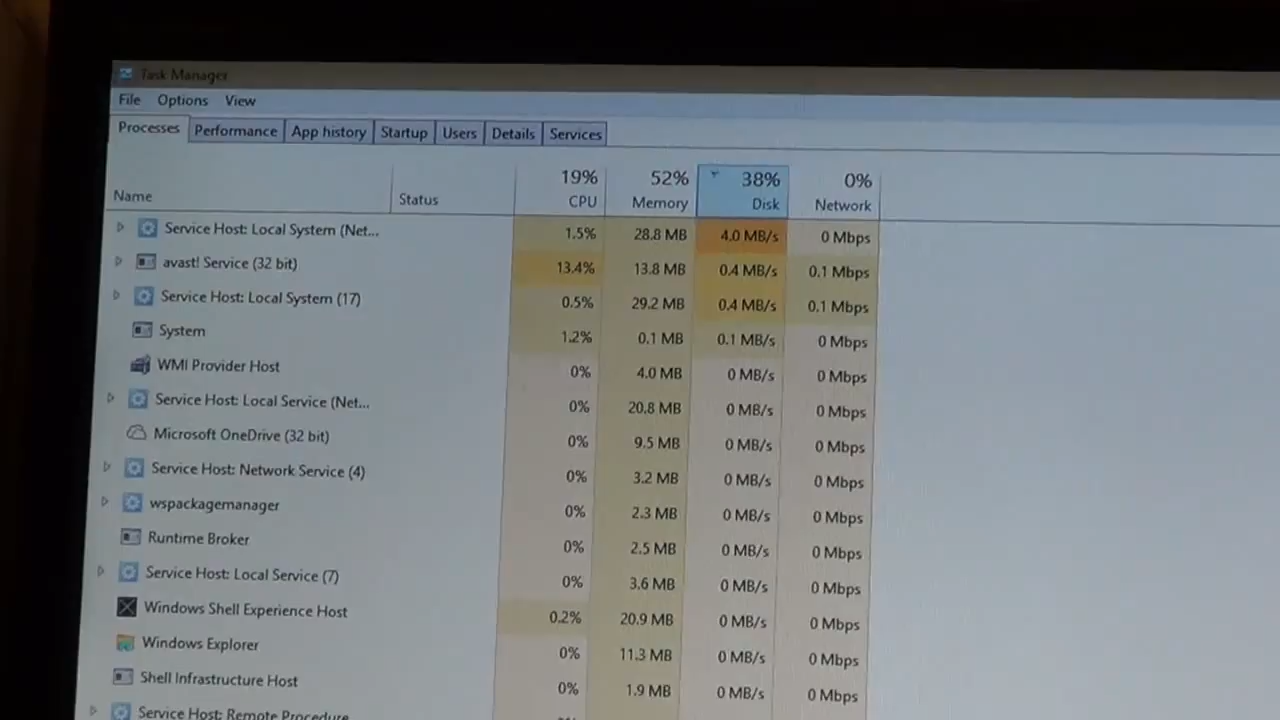 Task Manager
File Options View
Processes Performance App history Startup Users Details Services
19% 52% 38% 0%
Name Status CPU Memory Disk Network
Service Host: Local System (Net... 1.5% 28.8 MB 4.0 MB/s 0 Mbps
avast! Service (32 bit) 13.4% 13.8 MB 0.4 MB/s 0.1 Mbps
Service Host: Local System (17) 0.5% 29.2 MB 0.4 MB/s 0.1 Mbps
System 1.2% 0.1 MB 0.1 MB/s 0 Mbps
WMI Provider Host 0% 4.0 MB 0 MB/s 0 Mbps
Service Host: Local Service (Net... 0% 20.8 MB 0 MB/s 0 Mbps
Microsoft OneDrive (32 bit) 0% 9.5 MB 0 MB/s 0 Mbps
Service Host: Network Service (4) 0% 3.2 MB 0 MB/s 0 Mbps
wspackagemanager 0% 2.3 MB 0 MB/s 0 Mbps
Runtime Broker 0% 2.5 MB 0 MB/s 0 Mbps
Service Host: Local Service (7) 0% 3.6 MB 0 MB/s 0 Mbps
Windows Shell Experience Host 0.2% 20.9 MB 0 MB/s 0 Mbps
Windows Explorer 0% 11.3 MB 0 MB/s 0 Mbps
Shell Infrastructure Host 0% 1.9 MB 0 MB/s 0 Mbps
Service Host: Remote Procedure